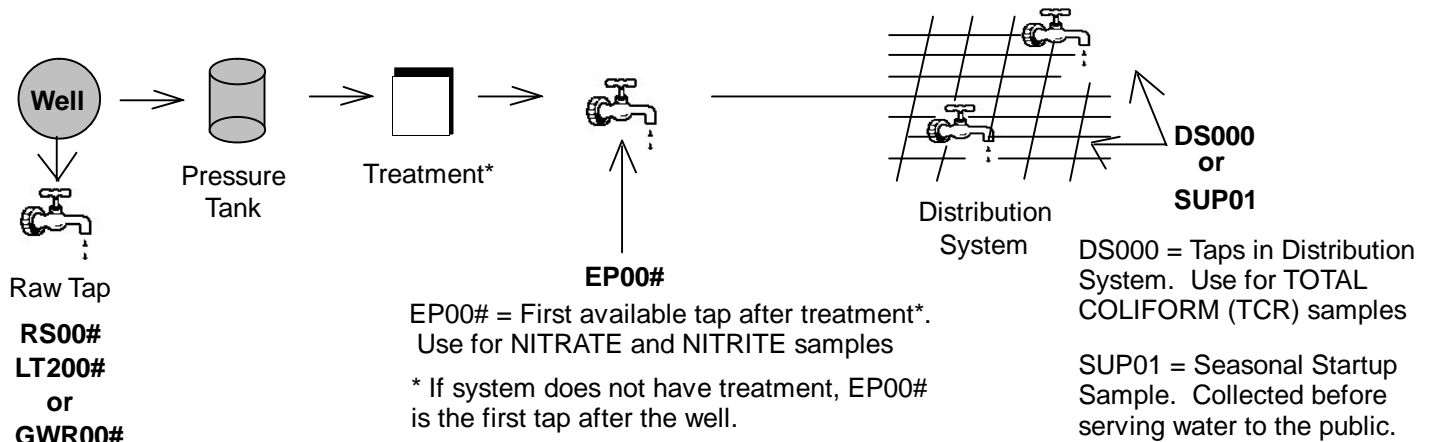 Well
Pressure
Tank
Treatment*
Raw Tap
RS00#
LT200#
or
GWR00#
EP00#
EP00# = First available tap after treatment*.
Use for NITRATE and NITRITE samples
* If system does not have treatment, EP00#
is the first tap after the well.
Distribution
System
DS000
or
SUP01
DS000 = Taps in Distribution
System. Use for TOTAL
COLIFORM (TCR) samples
SUP01 = Seasonal Startup
Sample. Collected before
serving water to the public.